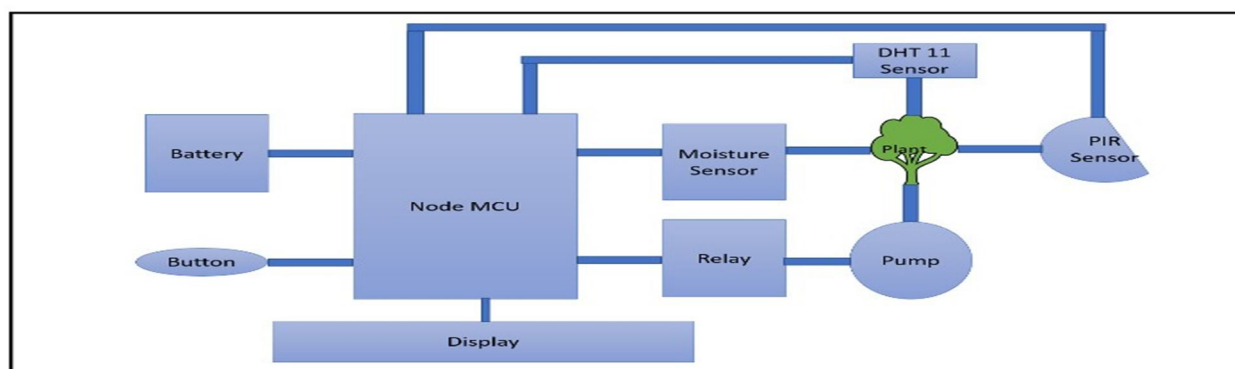 DHT 11
Sensor
Battery
Moisture
Sensor
Plant
PIR
Sensor
Node MCU
Button
Relay
Pump
Display